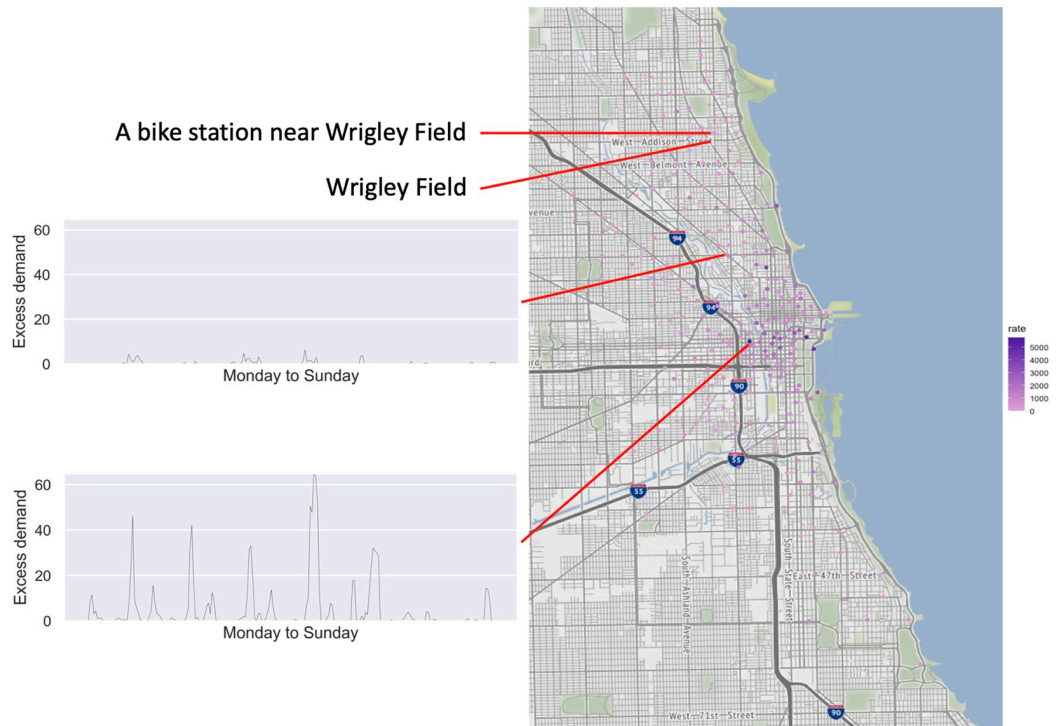 A bike station near Wrigley Field
Wrigley Field
60
40
20
0
Excess demand
Monday to Sunday
60
40
20
0
Excess demand
Monday to Sunday
West Addison Street
West Belmont Avenue
venue
94
94
rd
90
55
55
South Ashland Avenue
South State Street
East 47th Street
West 71st Street
90
rate
5000
4000
3000
2000
1000
0